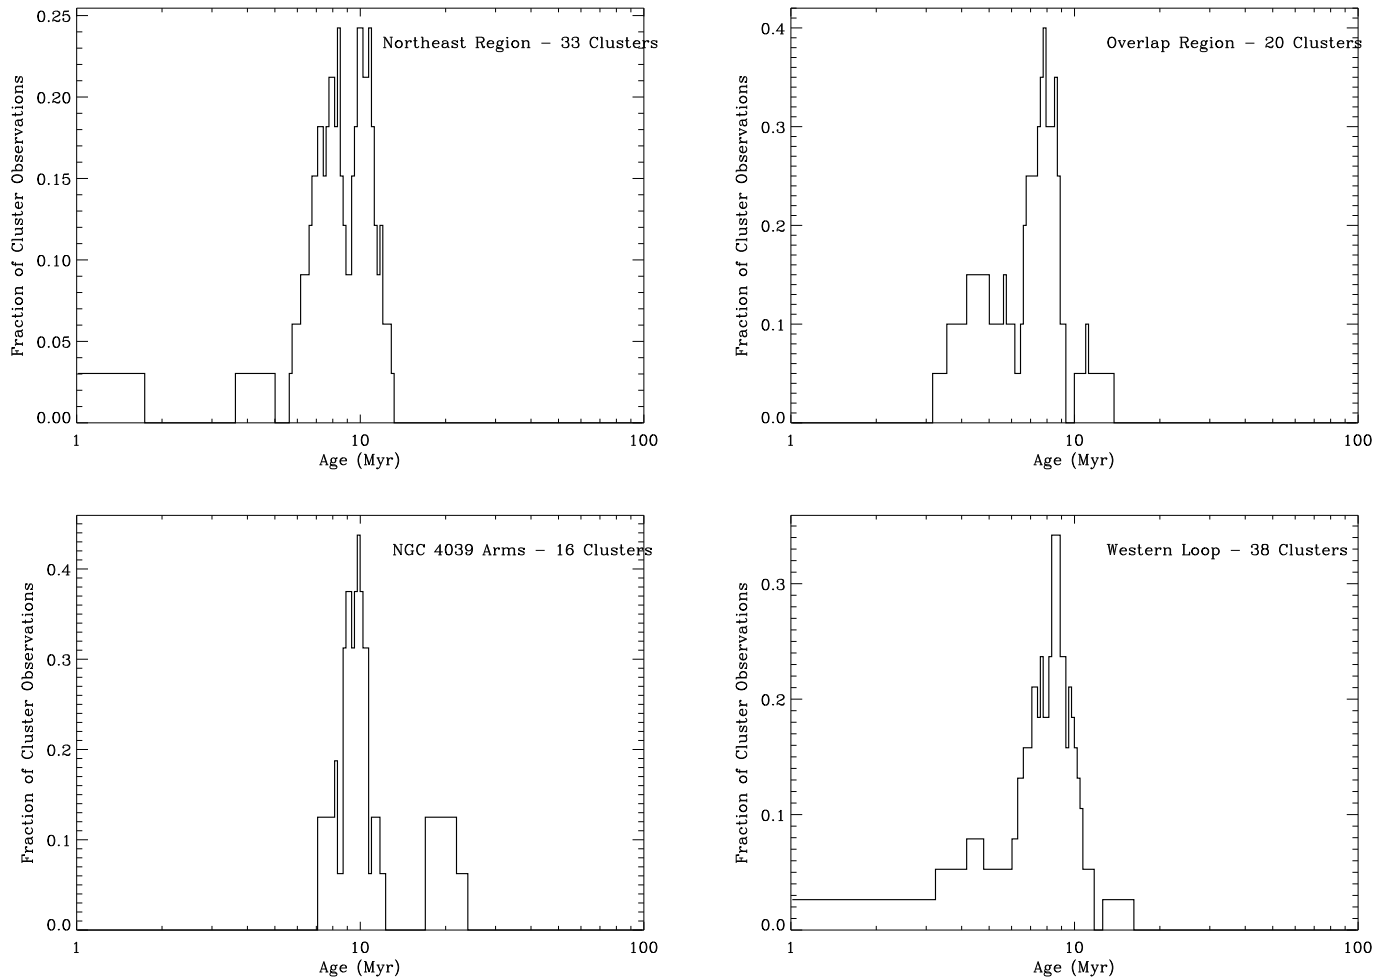 Northeast Region – 33 Clusters
Fraction of Cluster Observations
0.25
0.20
0.15
0.10
0.05
0.00
1 10 100
Age (Myr)
Overlap Region – 20 Clusters
Fraction of Cluster Observations
0.4
0.3
0.2
0.1
0.0
1 10 100
Age (Myr)
NGC 4039 Arms – 16 Clusters
Fraction of Cluster Observations
0.4
0.3
0.2
0.1
0.0
1 10 100
Age (Myr)
Western Loop – 38 Clusters
Fraction of Cluster Observations
0.3
0.2
0.1
0.0
1 10 100
Age (Myr)